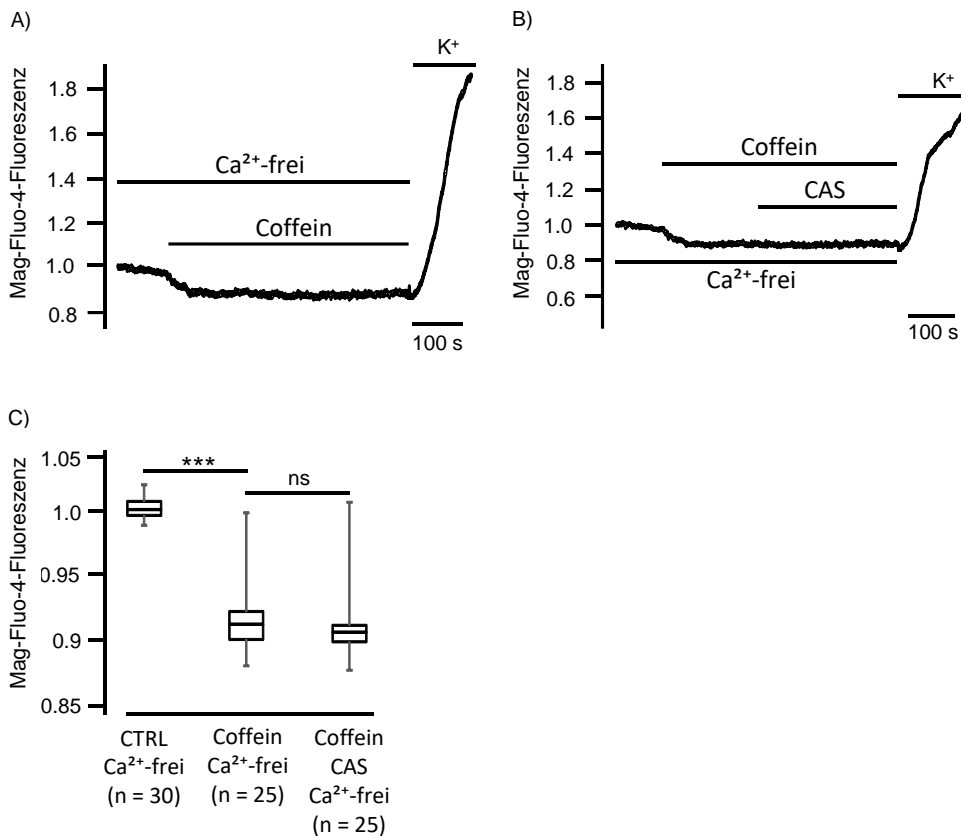 A)
Mag-Fluo-4-Fluoreszenz
1.8
1.6
1.4
1.2
1.0
0.8
K⁺
Ca²⁺-frei
Coffein
100 s
B)
Mag-Fluo-4-Fluoreszenz
1.8
1.6
1.4
1.2
1.0
0.8
0.6
K⁺
Coffein
CAS
Ca²⁺-frei
100 s
C)
Mag-Fluo-4-Fluoreszenz
1.05
1.0
0.95
0.9
0.85
***
ns
CTRL
Ca²⁺-frei
(n = 30)
Coffein
Ca²⁺-frei
(n = 25)
Coffein
CAS
Ca²⁺-frei
(n = 25)